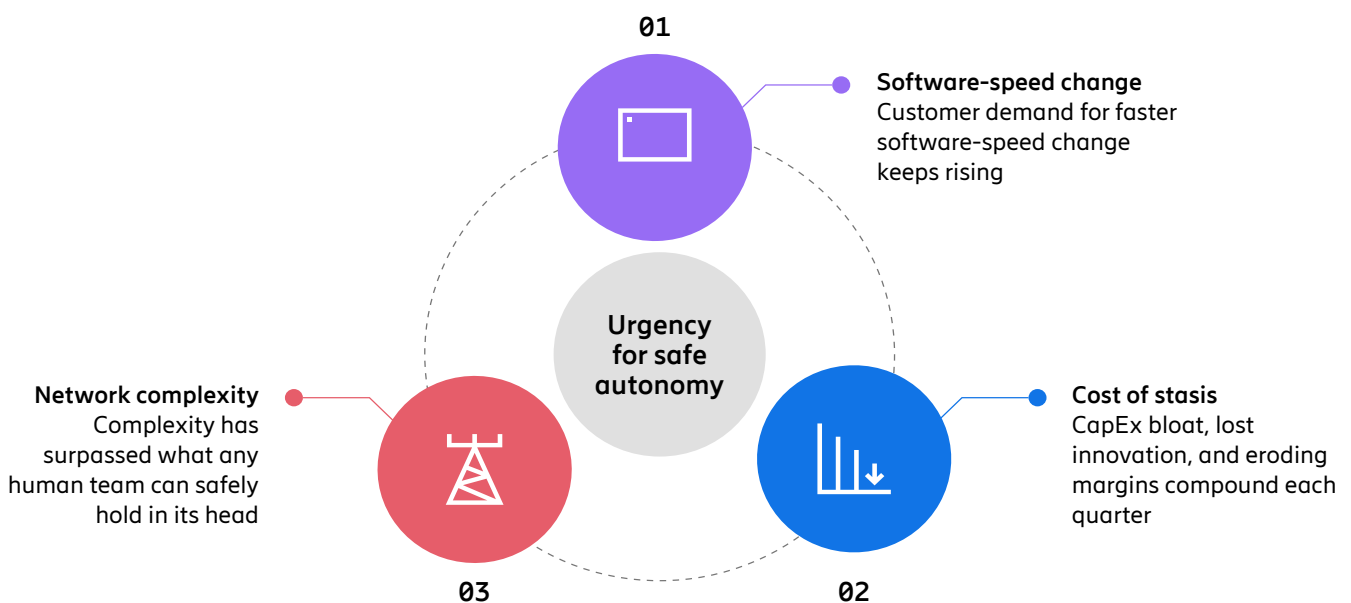 01
Software-speed change
Customer demand for faster
software-speed change
keeps rising
Urgency
for safe
autonomy
Cost of stasis
CapEx bloat, lost
innovation, and eroding
margins compound each
quarter
02
Network complexity
Complexity has
surpassed what any
human team can safely
hold in its head
03